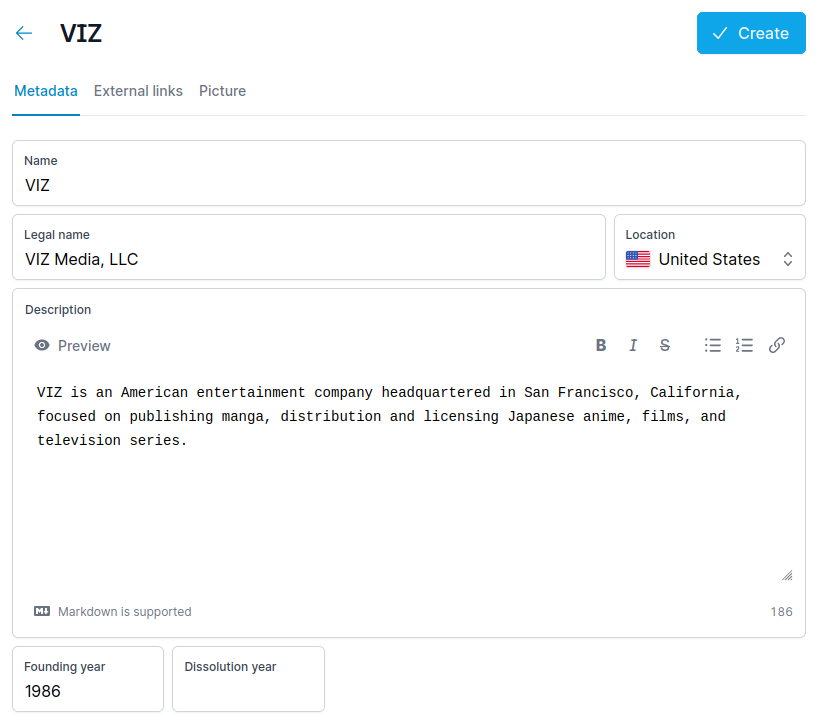 VIZ
Create
Metadata External links Picture
Name
VIZ
Legal name
VIZ Media, LLC
Location
United States
Description
Preview
B I S
VIZ is an American entertainment company headquartered in San Francisco, California,
focused on publishing manga, distribution and licensing Japanese anime, films, and
television series.
Markdown is supported
186
Founding year
1986
Dissolution year